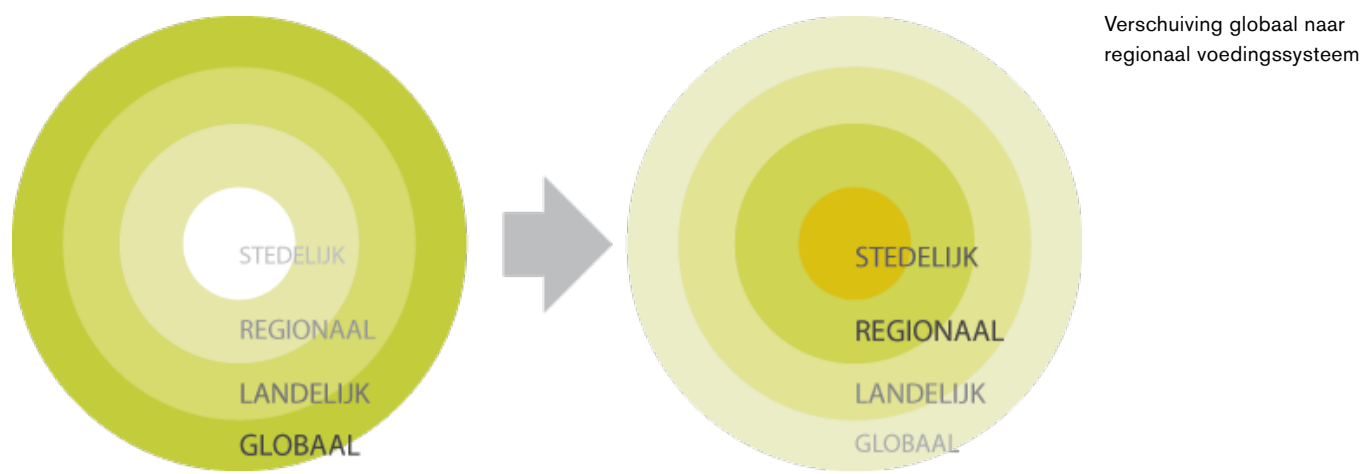 Verschuiving globaal naar
regionaal voedingssysteem
STEDELIJK
REGIONAAL
LANDELIJK
GLOBAAL
STEDELIJK
REGIONAAL
LANDELIJK
GLOBAAL